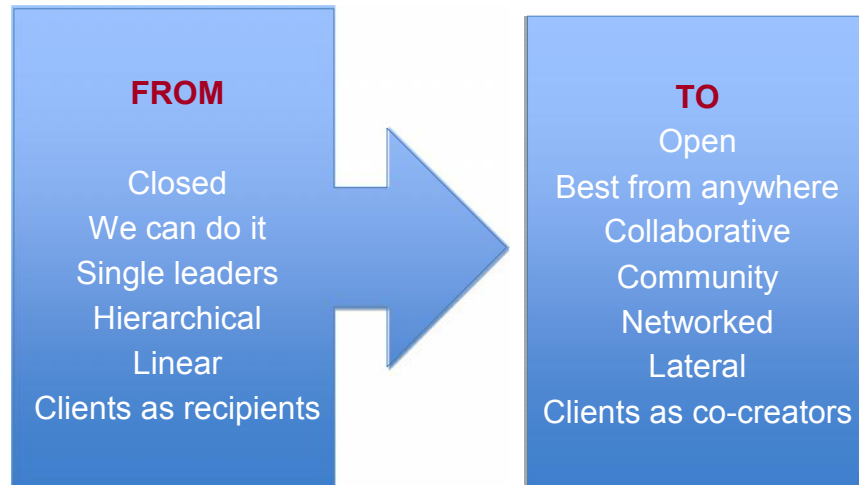 FROM
Closed
We can do it
Single leaders
Hierarchical
Linear
Clients as recipients
TO
Open
Best from anywhere
Collaborative
Community
Networked
Lateral
Clients as co-creators